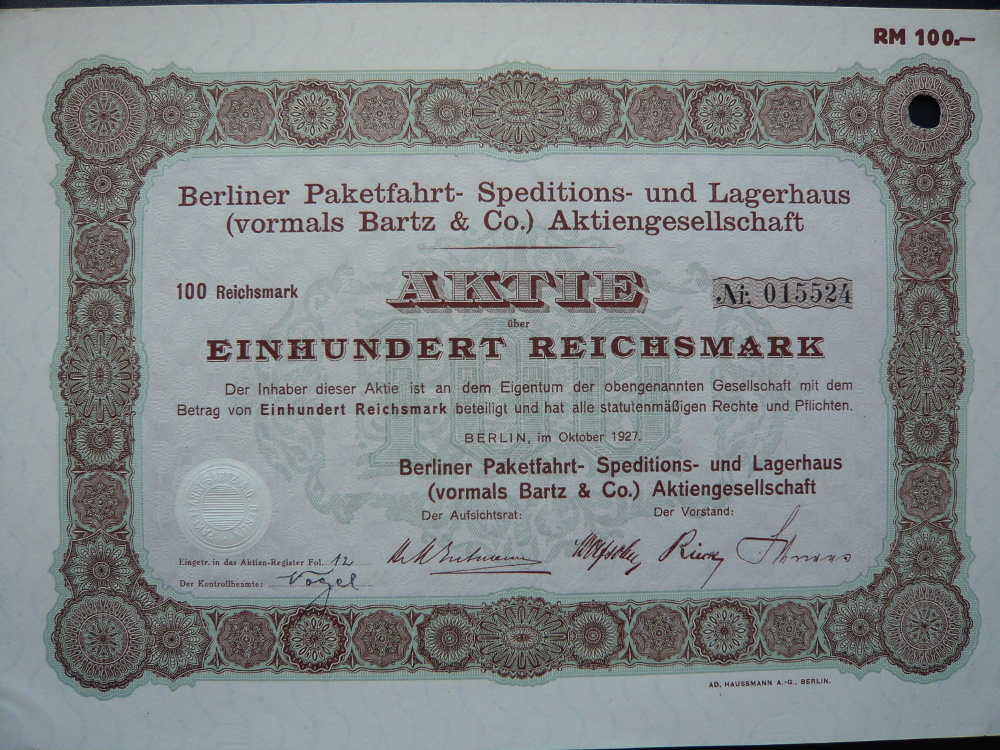 RM 100.—
Berliner Paketfahrt- Speditions- und Lagerhaus
(vormals Bartz & Co.) Aktiengesellschaft
100 Reichsmark
AKTIE
Nr. 015524
über
EINHUNDERT REICHSMARK
Der Inhaber dieser Aktie ist an dem Eigentum der obengenannten Gesellschaft mit dem
Betrag von Einhundert Reichsmark beteiligt und hat alle statutenmäßigen Rechte und Pflichten.
BERLIN, im Oktober 1927.
Berliner Paketfahrt- Speditions- und Lagerhaus
(vormals Bartz & Co.) Aktiengesellschaft
Der Aufsichtsrat:
Der Vorstand:
Eingetr. in das Aktien-Register Fol. 12
Der Kontrollbeamte: Vogel
AD. HAUSSMANN A.-G., BERLIN.